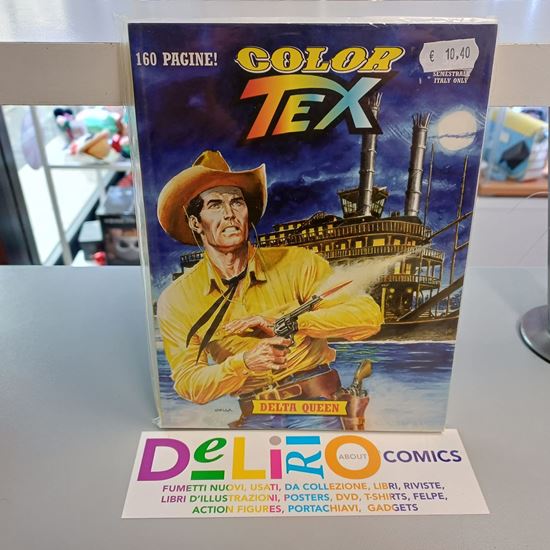 160 PAGINE!
COLOR
TEX
€ 10,40
SEMESTRALE
ITALY ONLY
DELTA QUEEN
DeLiRiO ABOUT COMICS
FUMETTI NUOVI, USATI, DA COLLEZIONE, LIBRI, RIVISTE,
LIBRI D'ILLUSTRAZIONI, POSTERS, DVD, T-SHIRTS, FELPE,
ACTION FIGURES, PORTACHIAVI, GADGETS